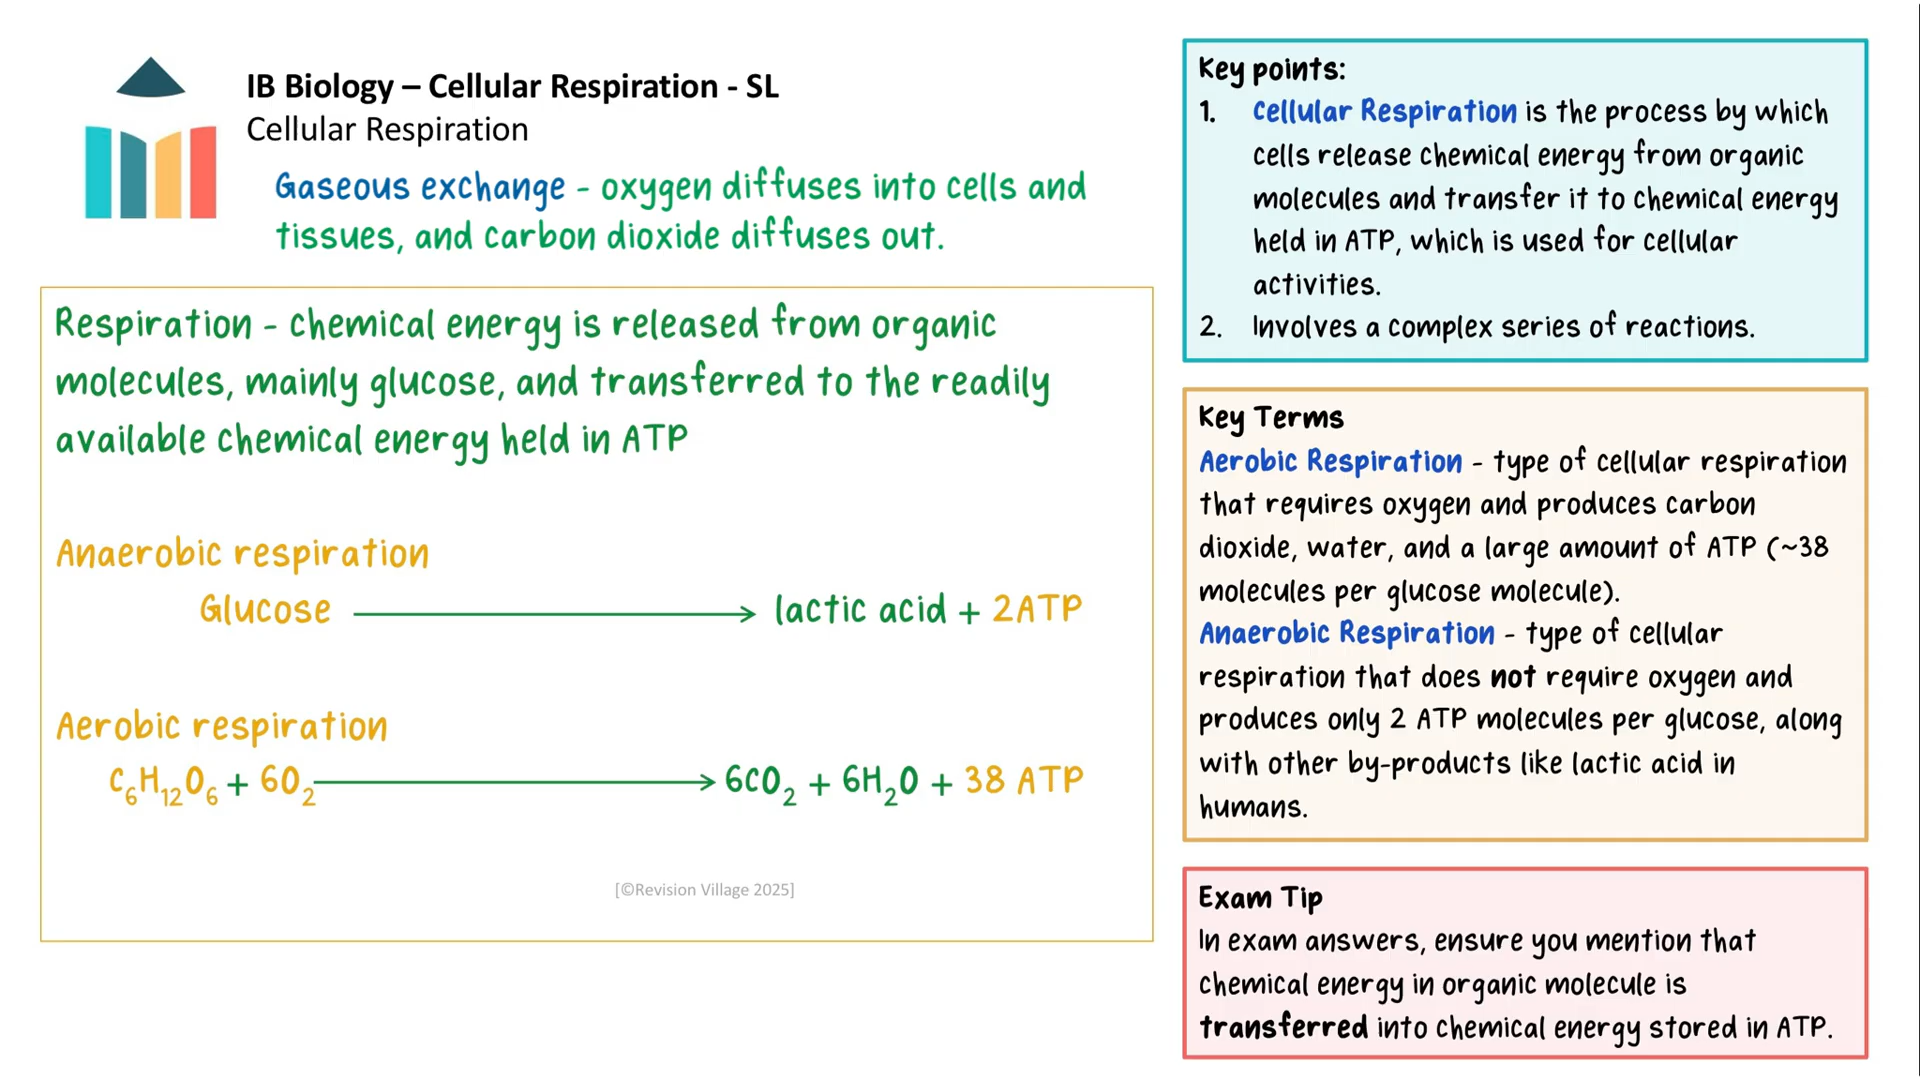 IB Biology – Cellular Respiration - SL
Cellular Respiration
Gaseous exchange - oxygen diffuses into cells and
tissues, and carbon dioxide diffuses out.
Respiration - chemical energy is released from organic
molecules, mainly glucose, and transferred to the readily
available chemical energy held in ATP
Anaerobic respiration
Glucose → lactic acid + 2ATP
Aerobic respiration
C₆H₁₂O₆ + 6O₂ → 6CO₂ + 6H₂O + 38 ATP
[©Revision Village 2025]
Key points:
1. Cellular Respiration is the process by which
cells release chemical energy from organic
molecules and transfer it to chemical energy
held in ATP, which is used for cellular
activities.
2. Involves a complex series of reactions.
Key Terms
Aerobic Respiration - type of cellular respiration
that requires oxygen and produces carbon
dioxide, water, and a large amount of ATP (~38
molecules per glucose molecule).
Anaerobic Respiration - type of cellular
respiration that does not require oxygen and
produces only 2 ATP molecules per glucose, along
with other by-products like lactic acid in
humans.
Exam Tip
In exam answers, ensure you mention that
chemical energy in organic molecule is
transferred into chemical energy stored in ATP.